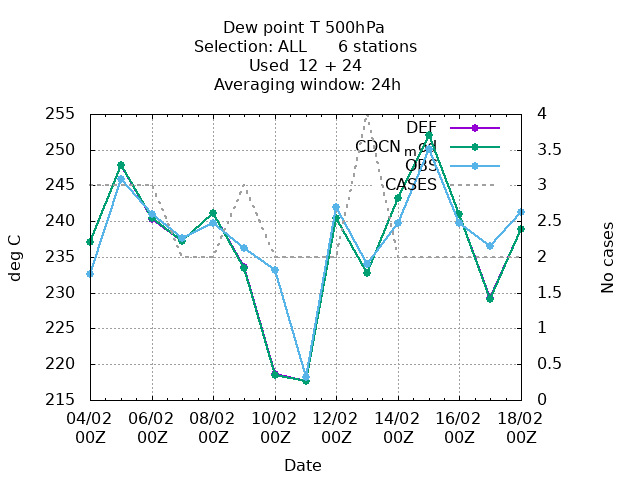 Dew point T 500hPa
Selection: ALL 6 stations
Used 12 + 24
Averaging window: 24h
255
250
245
240
235
230
225
220
215
deg C
4
3.5
3
2.5
2
1.5
1
0.5
0
No cases
DEF
CDCN_mod
OBS
CASES
04/02 06/02 08/02 10/02 12/02 14/02 16/02 18/02
00Z 00Z 00Z 00Z 00Z 00Z 00Z 00Z
Date